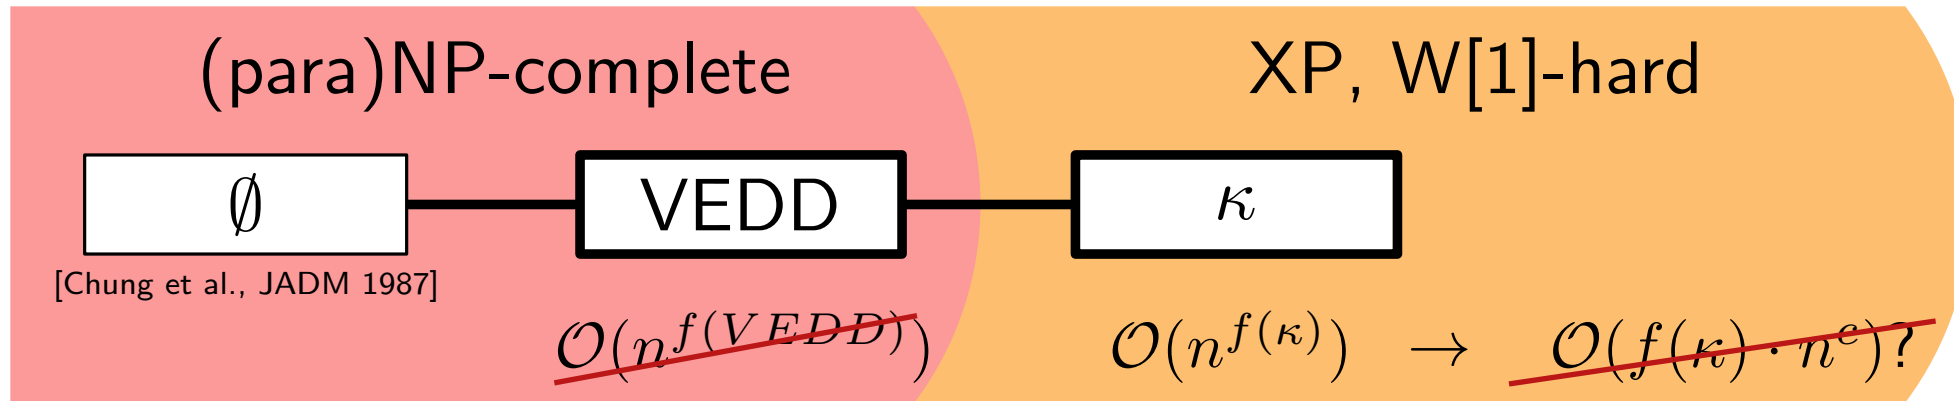 (para)NP-complete
XP, W[1]-hard
∅
VEDD
κ
[Chung et al., JADM 1987]
𝒪(n^{f(VEDD)})
𝒪(n^{f(κ)}) → 𝒪(f(κ) · n^c)?